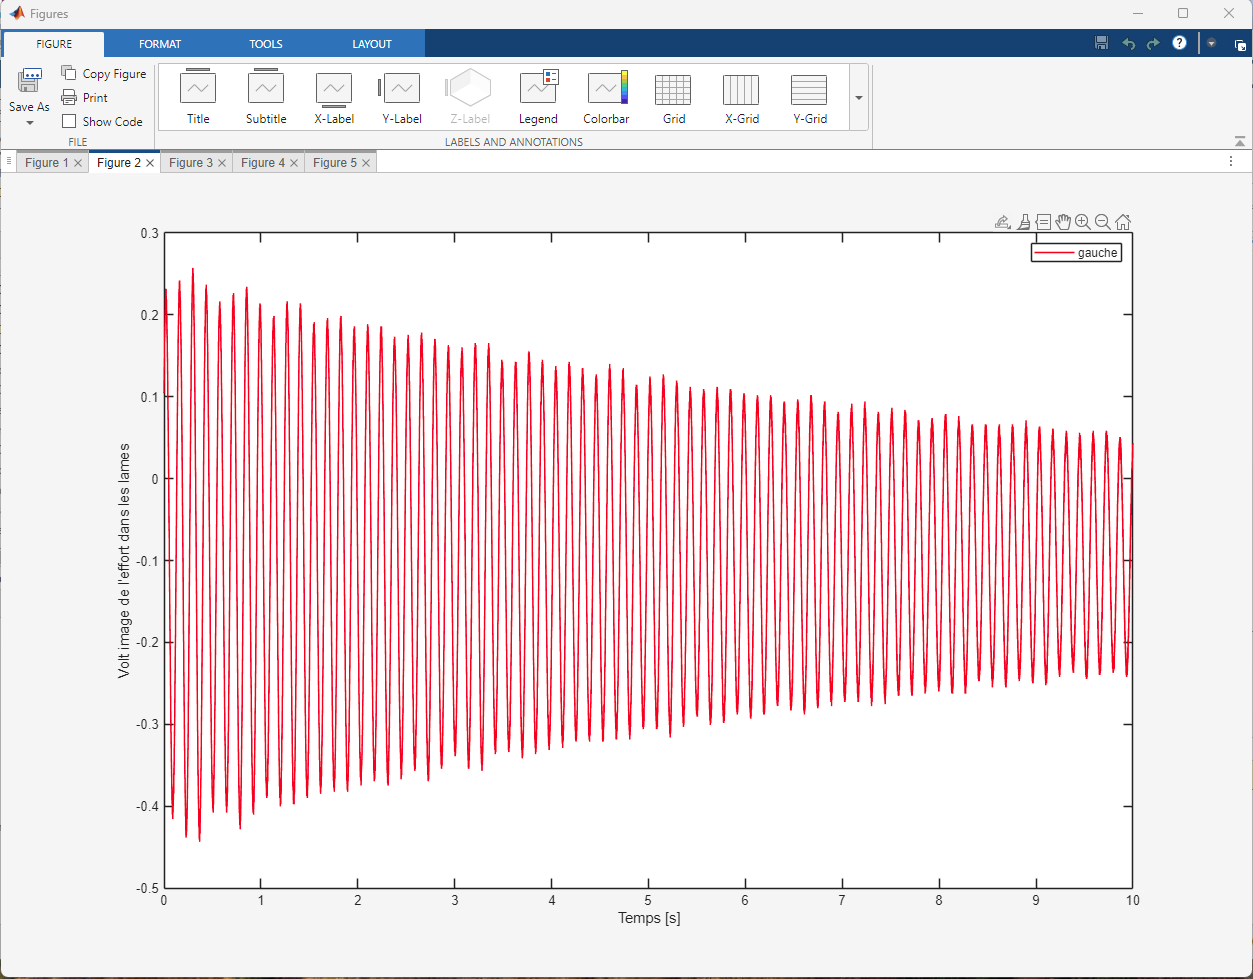 Figures
FIGURE FORMAT TOOLS LAYOUT
Save As
Copy Figure
Print
Show Code
Title Subtitle X-Label Y-Label Z-Label Legend Colorbar Grid X-Grid Y-Grid
FILE LABELS AND ANNOTATIONS
Figure 1 Figure 2 Figure 3 Figure 4 Figure 5
gauche
0.3
0.2
0.1
0
-0.1
-0.2
-0.3
-0.4
-0.5
Volt image de l'effort dans les lames
0 1 2 3 4 5 6 7 8 9 10
Temps [s]